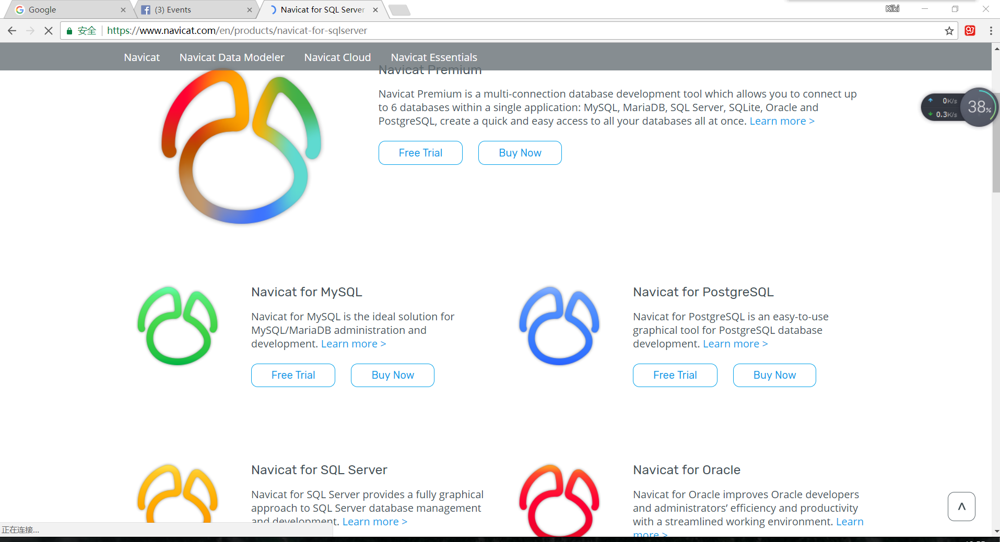 Google
(3) Events
Navicat for SQL Server
Kiki
安全
https://www.navicat.com/en/products/navicat-for-sqlserver
Navicat
Navicat Data Modeler
Navicat Cloud
Navicat Essentials
Navicat Premium
Navicat Premium is a multi-connection database development tool which allows you to connect up
to 6 databases within a single application: MySQL, MariaDB, SQL Server, SQLite, Oracle and
PostgreSQL, create a quick and easy access to all your databases all at once. Learn more >
0K/s
0.3K/s
38%
Free Trial
Buy Now
Navicat for MySQL
Navicat for MySQL is the ideal solution for
MySQL/MariaDB administration and
development. Learn more >
Free Trial
Buy Now
Navicat for PostgreSQL
Navicat for PostgreSQL is an easy-to-use
graphical tool for PostgreSQL database
development. Learn more >
Free Trial
Buy Now
Navicat for SQL Server
Navicat for SQL Server provides a fully graphical
approach to SQL Server database management
and development. Learn more >
Navicat for Oracle
Navicat for Oracle improves Oracle developers
and administrators’ efficiency and productivity
with a streamlined working environment. Learn
more >
正在连接...